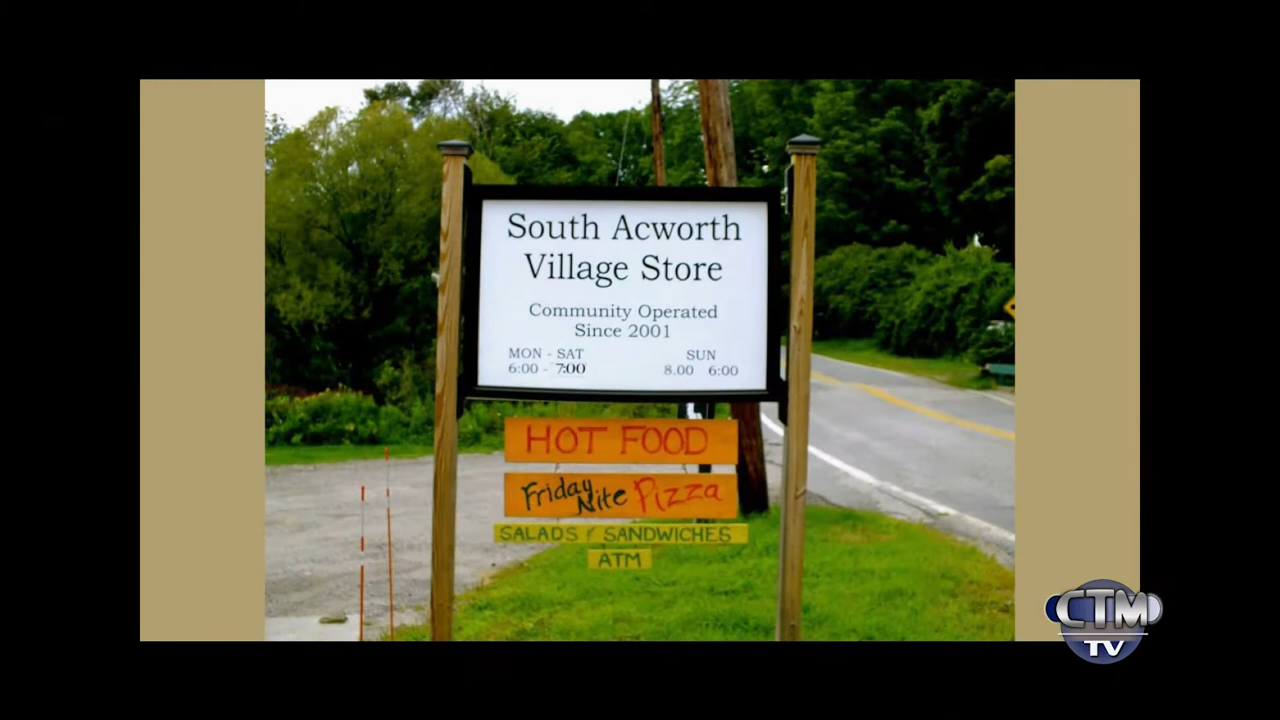 South Acworth
Village Store
Community Operated
Since 2001
MON - SAT SUN
6:00 - 7:00 8.00 6:00
HOT FOOD
Friday Nite Pizza
SALADS & SANDWICHES
ATM
CTM
TV